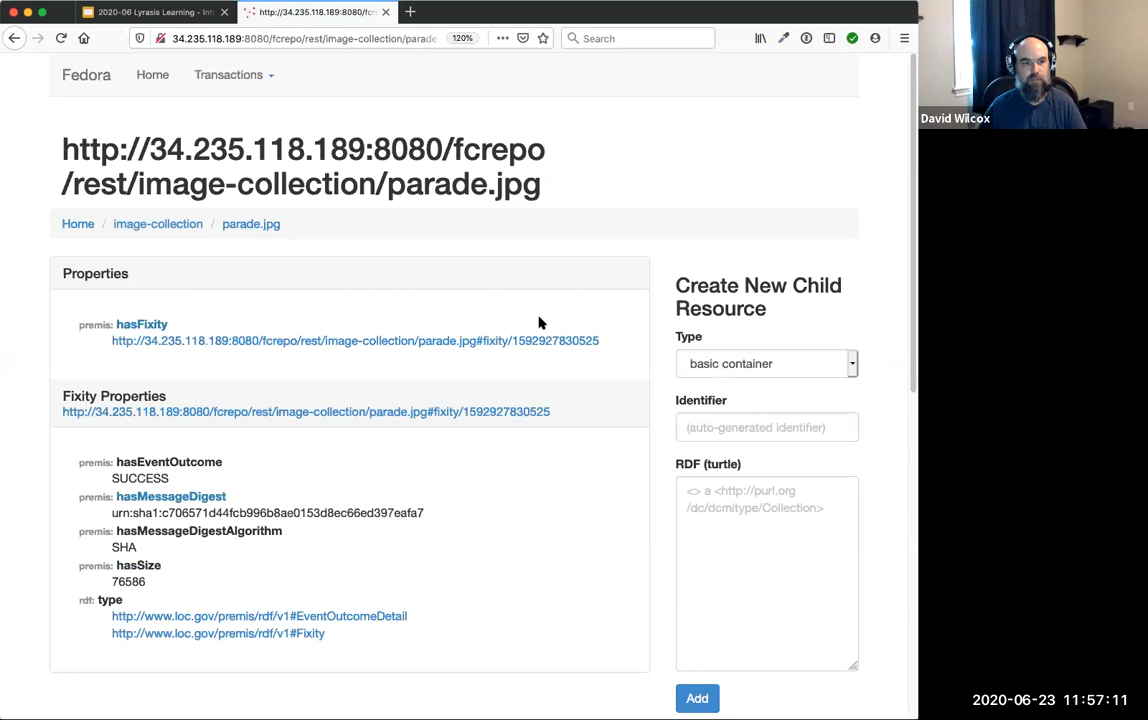 2020-06 Lyrasis Learning - Int
http://34.235.118.189:8080/fcr
http://34.235.118.189:8080/fcrepo/rest/image-collection/parade
120%
Search
Fedora
Home
Transactions
http://34.235.118.189:8080/fcrepo
/rest/image-collection/parade.jpg
Home / image-collection / parade.jpg
Properties
premis: hasFixity
http://34.235.118.189:8080/fcrepo/rest/image-collection/parade.jpg#fixity/1592927830525
Fixity Properties
http://34.235.118.189:8080/fcrepo/rest/image-collection/parade.jpg#fixity/1592927830525
premis: hasEventOutcome
SUCCESS
premis: hasMessageDigest
urn:sha1:c706571d44fcb996b8ae0153d8ec66ed397eafa7
premis: hasMessageDigestAlgorithm
SHA
premis: hasSize
76586
rdf: type
http://www.loc.gov/premis/rdf/v1#EventOutcomeDetail
http://www.loc.gov/premis/rdf/v1#Fixity
Create New Child
Resource
Type
basic container
Identifier
(auto-generated identifier)
RDF (turtle)
<> a <http://purl.org
/dc/dcmitype/Collection>
Add
David Wilcox
2020-06-23 11:57:11